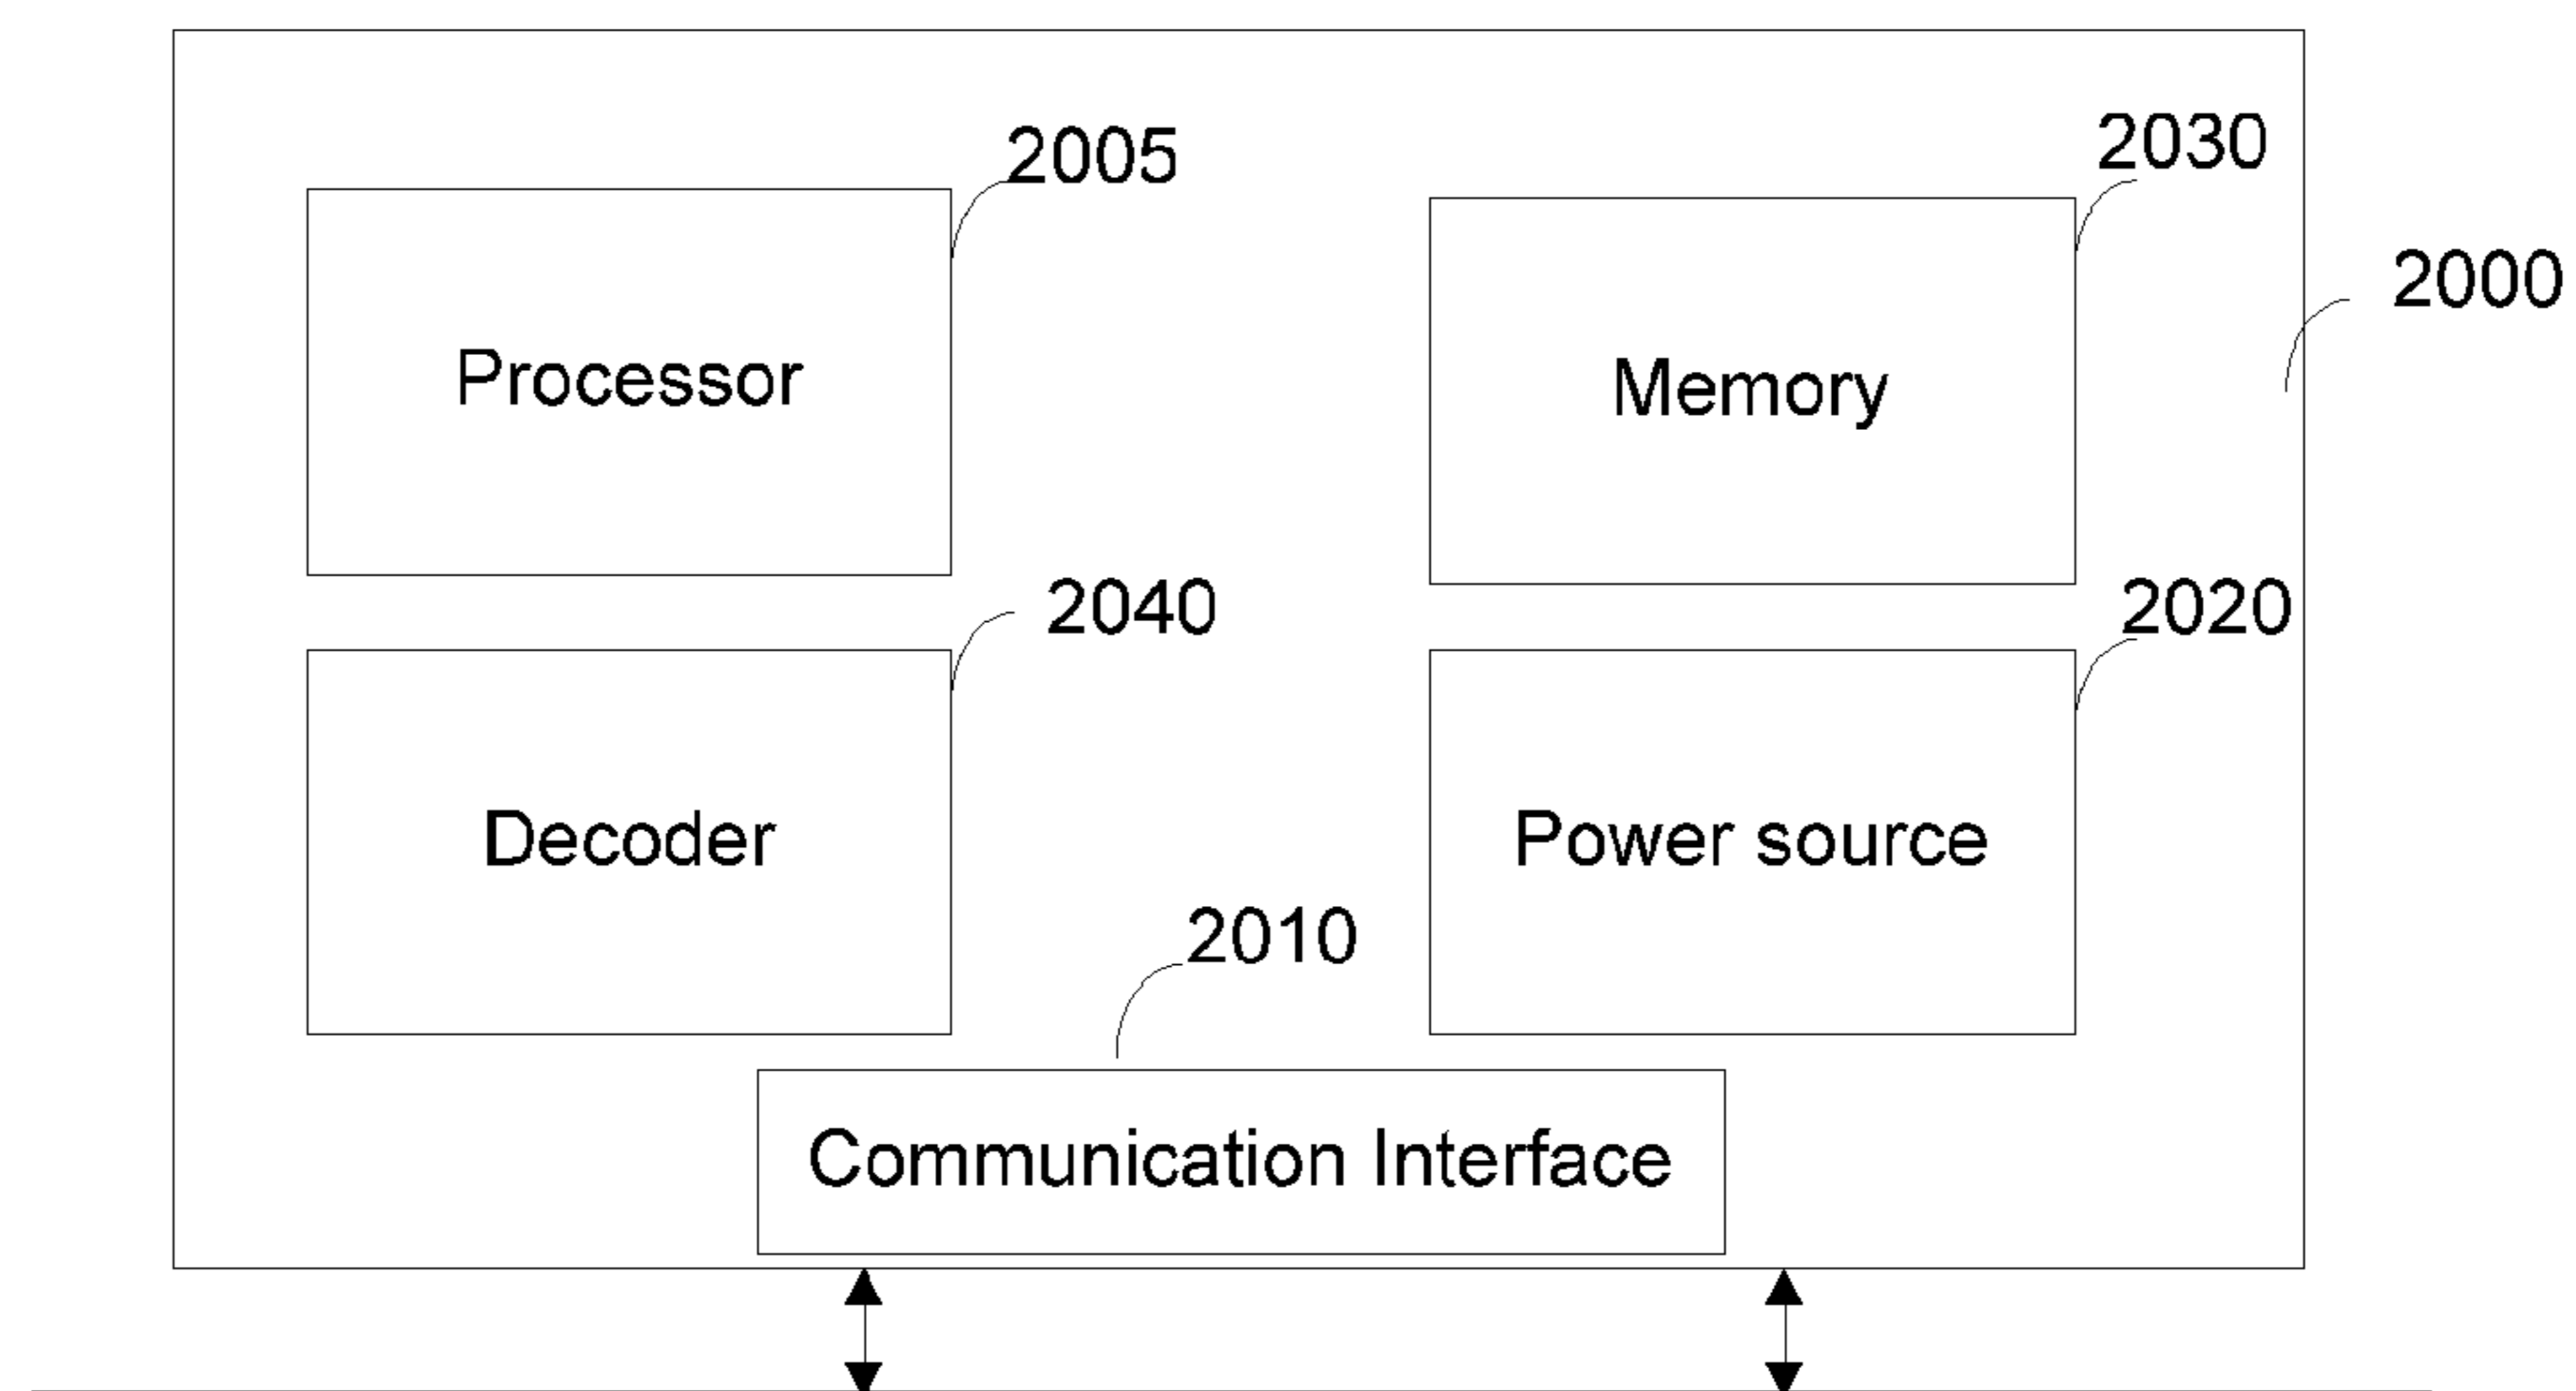 2005
2030
2000
Processor
Memory
2040
2020
Decoder
Power source
2010
Communication Interface